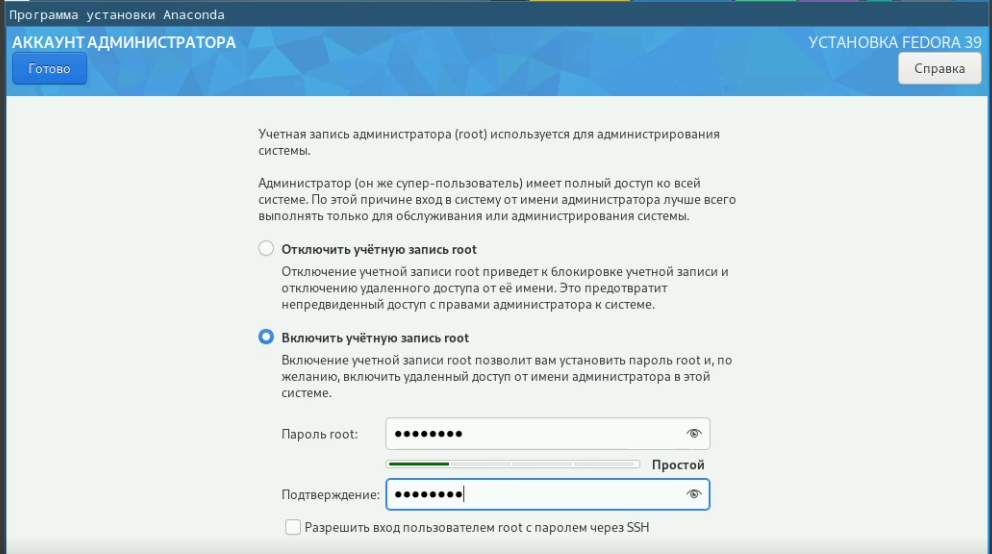 Программа установки Anaconda
АККАУНТ АДМИНИСТРАТОРА
УСТАНОВКА FEDORA 39
Готово
Справка
Учетная запись администратора (root) используется для администрирования
системы.
Администратор (он же супер-пользователь) имеет полный доступ ко всей
системе. По этой причине вход в систему от имени администратора лучше всего
выполнять только для обслуживания или администрирования системы.
Отключить учётную запись root
Отключение учетной записи root приведет к блокировке учетной записи и
отключению удаленного доступа от её имени. Это предотвратит
непредвиденный доступ с правами администратора к системе.
Включить учётную запись root
Включение учетной записи root позволит вам установить пароль root и, по
желанию, включить удаленный доступ от имени администратора в этой
системе.
Пароль root: ●●●●●●●●
Простой
Подтверждение: ●●●●●●●●
Разрешить вход пользователем root с паролем через SSH